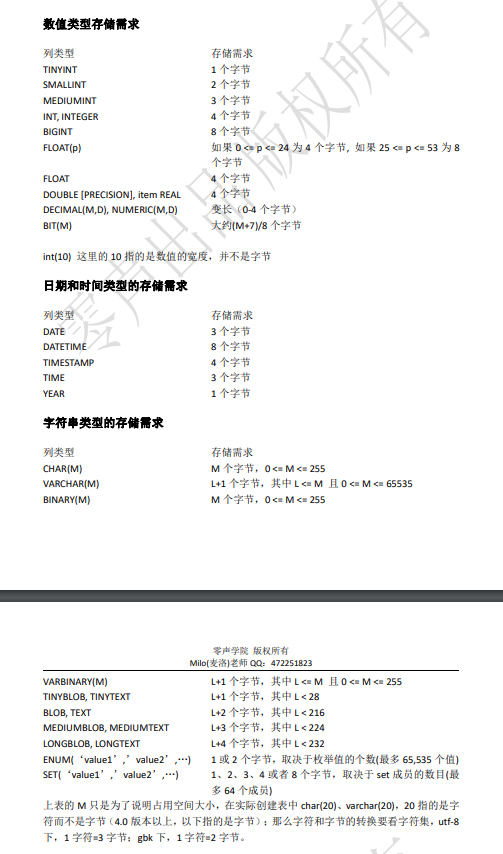 数值类型存储需求
列类型 存储需求
TINYINT 1 个字节
SMALLINT 2 个字节
MEDIUMINT 3 个字节
INT, INTEGER 4 个字节
BIGINT 8 个字节
FLOAT(p) 如果 0 <= p <= 24 为 4 个字节, 如果 25 <= p <= 53 为 8
个字节
FLOAT 4 个字节
DOUBLE [PRECISION], item REAL 4 个字节
DECIMAL(M,D), NUMERIC(M,D) 变长（0-4 个字节）
BIT(M) 大约(M+7)/8 个字节
int(10) 这里的 10 指的是数值的宽度，并不是字节
日期和时间类型的存储需求
列类型 存储需求
DATE 3 个字节
DATETIME 8 个字节
TIMESTAMP 4 个字节
TIME 3 个字节
YEAR 1 个字节
字符串类型的存储需求
列类型 存储需求
CHAR(M) M 个字节，0 <= M <= 255
VARCHAR(M) L+1 个字节，其中 L <= M 且 0 <= M <= 65535
BINARY(M) M 个字节，0 <= M <= 255
零声出品 版权所有
零声学院 版权所有
Milo(麦洛)老师 QQ：472251823
VARBINARY(M) L+1 个字节，其中 L <= M 且 0 <= M <= 255
TINYBLOB, TINYTEXT L+1 个字节，其中 L < 28
BLOB, TEXT L+2 个字节，其中 L < 216
MEDIUMBLOB, MEDIUMTEXT L+3 个字节，其中 L < 224
LONGBLOB, LONGTEXT L+4 个字节，其中 L < 232
ENUM(‘value1’,’value2’,…) 1 或 2 个字节，取决于枚举值的个数(最多 65,535 个值)
SET(‘value1’,’value2’,…) 1、2、3、4 或者 8 个字节，取决于 set 成员的数目(最
多 64 个成员)
上表的 M 只是为了说明占用空间大小，在实际创建表中 char(20)、varchar(20)，20 指的是字
符而不是字节（4.0 版本以上，以下指的是字节）；那么字符和字节的转换要看字符集，utf-8
下，1 字符=3 字节；gbk 下，1 字符=2 字节。